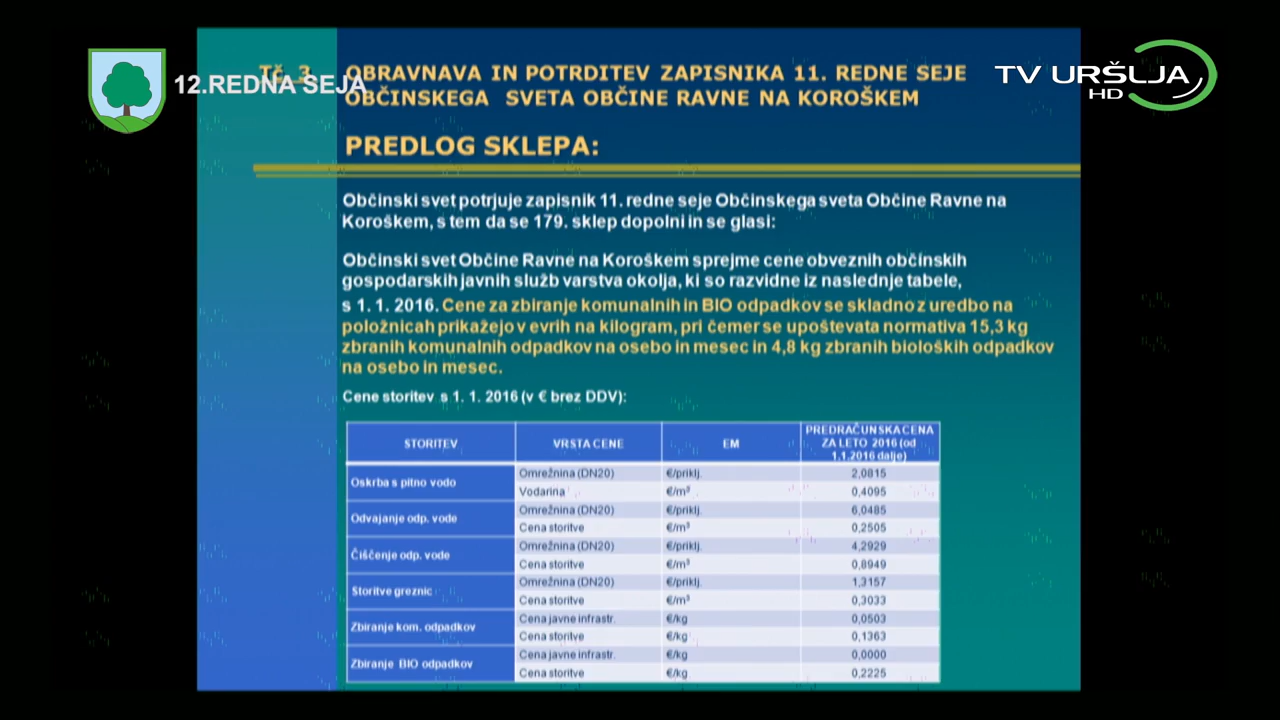 Tč. 3
12.REDNA SEJA
OBRAVNAVA IN POTRDITEV ZAPISNIKA 11. REDNE SEJE
OBČINSKEGA SVETA OBČINE RAVNE NA KOROŠKEM
TV URŠLJA
HD
PREDLOG SKLEPA:
Občinski svet potrjuje zapisnik 11. redne seje Občinskega sveta Občine Ravne na
Koroškem, s tem da se 179. sklep dopolni in se glasi:
Občinski svet Občine Ravne na Koroškem sprejme cene obveznih občinskih
gospodarskih javnih služb varstva okolja, ki so razvidne iz naslednje tabele,
s 1. 1. 2016. Cene za zbiranje komunalnih in BIO odpadkov se skladno z uredbo na
položnicah prikažejo v evrih na kilogram, pri čemer se upoštevata normativa 15,3 kg
zbranih komunalnih odpadkov na osebo in mesec in 4,8 kg zbranih bioloških odpadkov
na osebo in mesec.
Cene storitev s 1. 1. 2016 (v € brez DDV):
STORITEV VRSTA CENE EM PREDRAČUNSKA CENA
ZA LETO 2016 (od
1.1.2016 dalje)
Oskrba s pitno vodo Omrežnina (DN20) €/priklj. 2,0815
Vodarina €/m³ 0,4095
Odvajanje odp. vode Omrežnina (DN20) €/priklj. 6,0485
Cena storitve €/m³ 0,2505
Čiščenje odp. vode Omrežnina (DN20) €/priklj. 4,2929
Cena storitve €/m³ 0,8949
Storitve greznic Omrežnina (DN20) €/priklj. 1,3157
Cena storitve €/m³ 0,3033
Zbiranje kom. odpadkov Cena javne infrastr. €/kg 0,0503
Cena storitve €/kg 0,1363
Zbiranje BIO odpadkov Cena javne infrastr. €/kg 0,0000
Cena storitve €/kg 0,2225